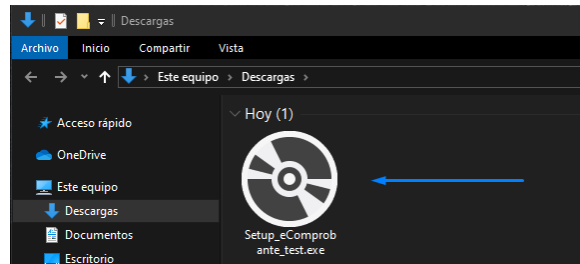 Descargas
Archivo Inicio Compartir Vista
Este equipo Descargas
Acceso rápido
Hoy (1)
OneDrive
Este equipo
Descargas
Documentos
Escritorio
Setup_eComprob
ante_test.exe